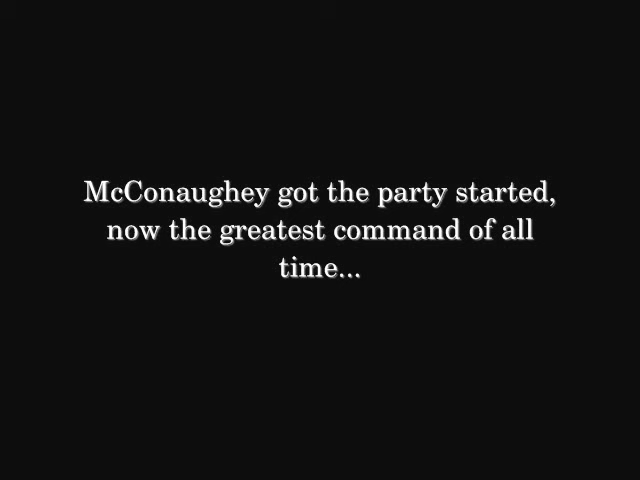 McConaughey got the party started,
now the greatest command of all
time...